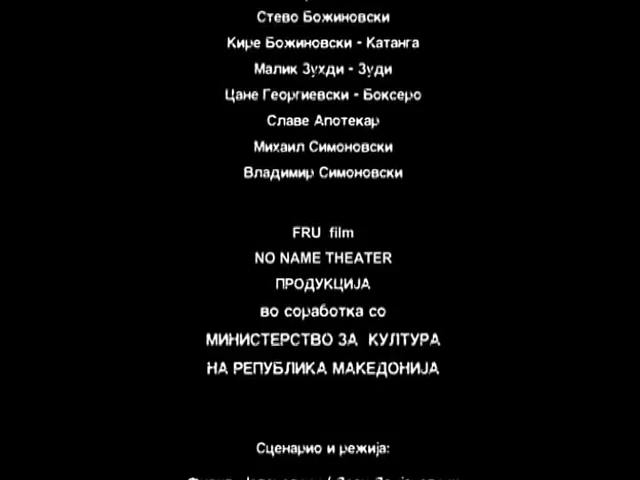 Стево Божиновски
Кире Божиновски - Катанга
Малик Зухди - Зуди
Цане Георгиевски - Боксеро
Славе Апотекар
Михаил Симоновски
Владимир Симоновски
FRU film
NO NAME THEATER
ПРОДУКЦИЈА
во соработка со
МИНИСТЕРСТВО ЗА КУЛТУРА
НА РЕПУБЛИКА МАКЕДОНИЈА
Сценарио и режија: